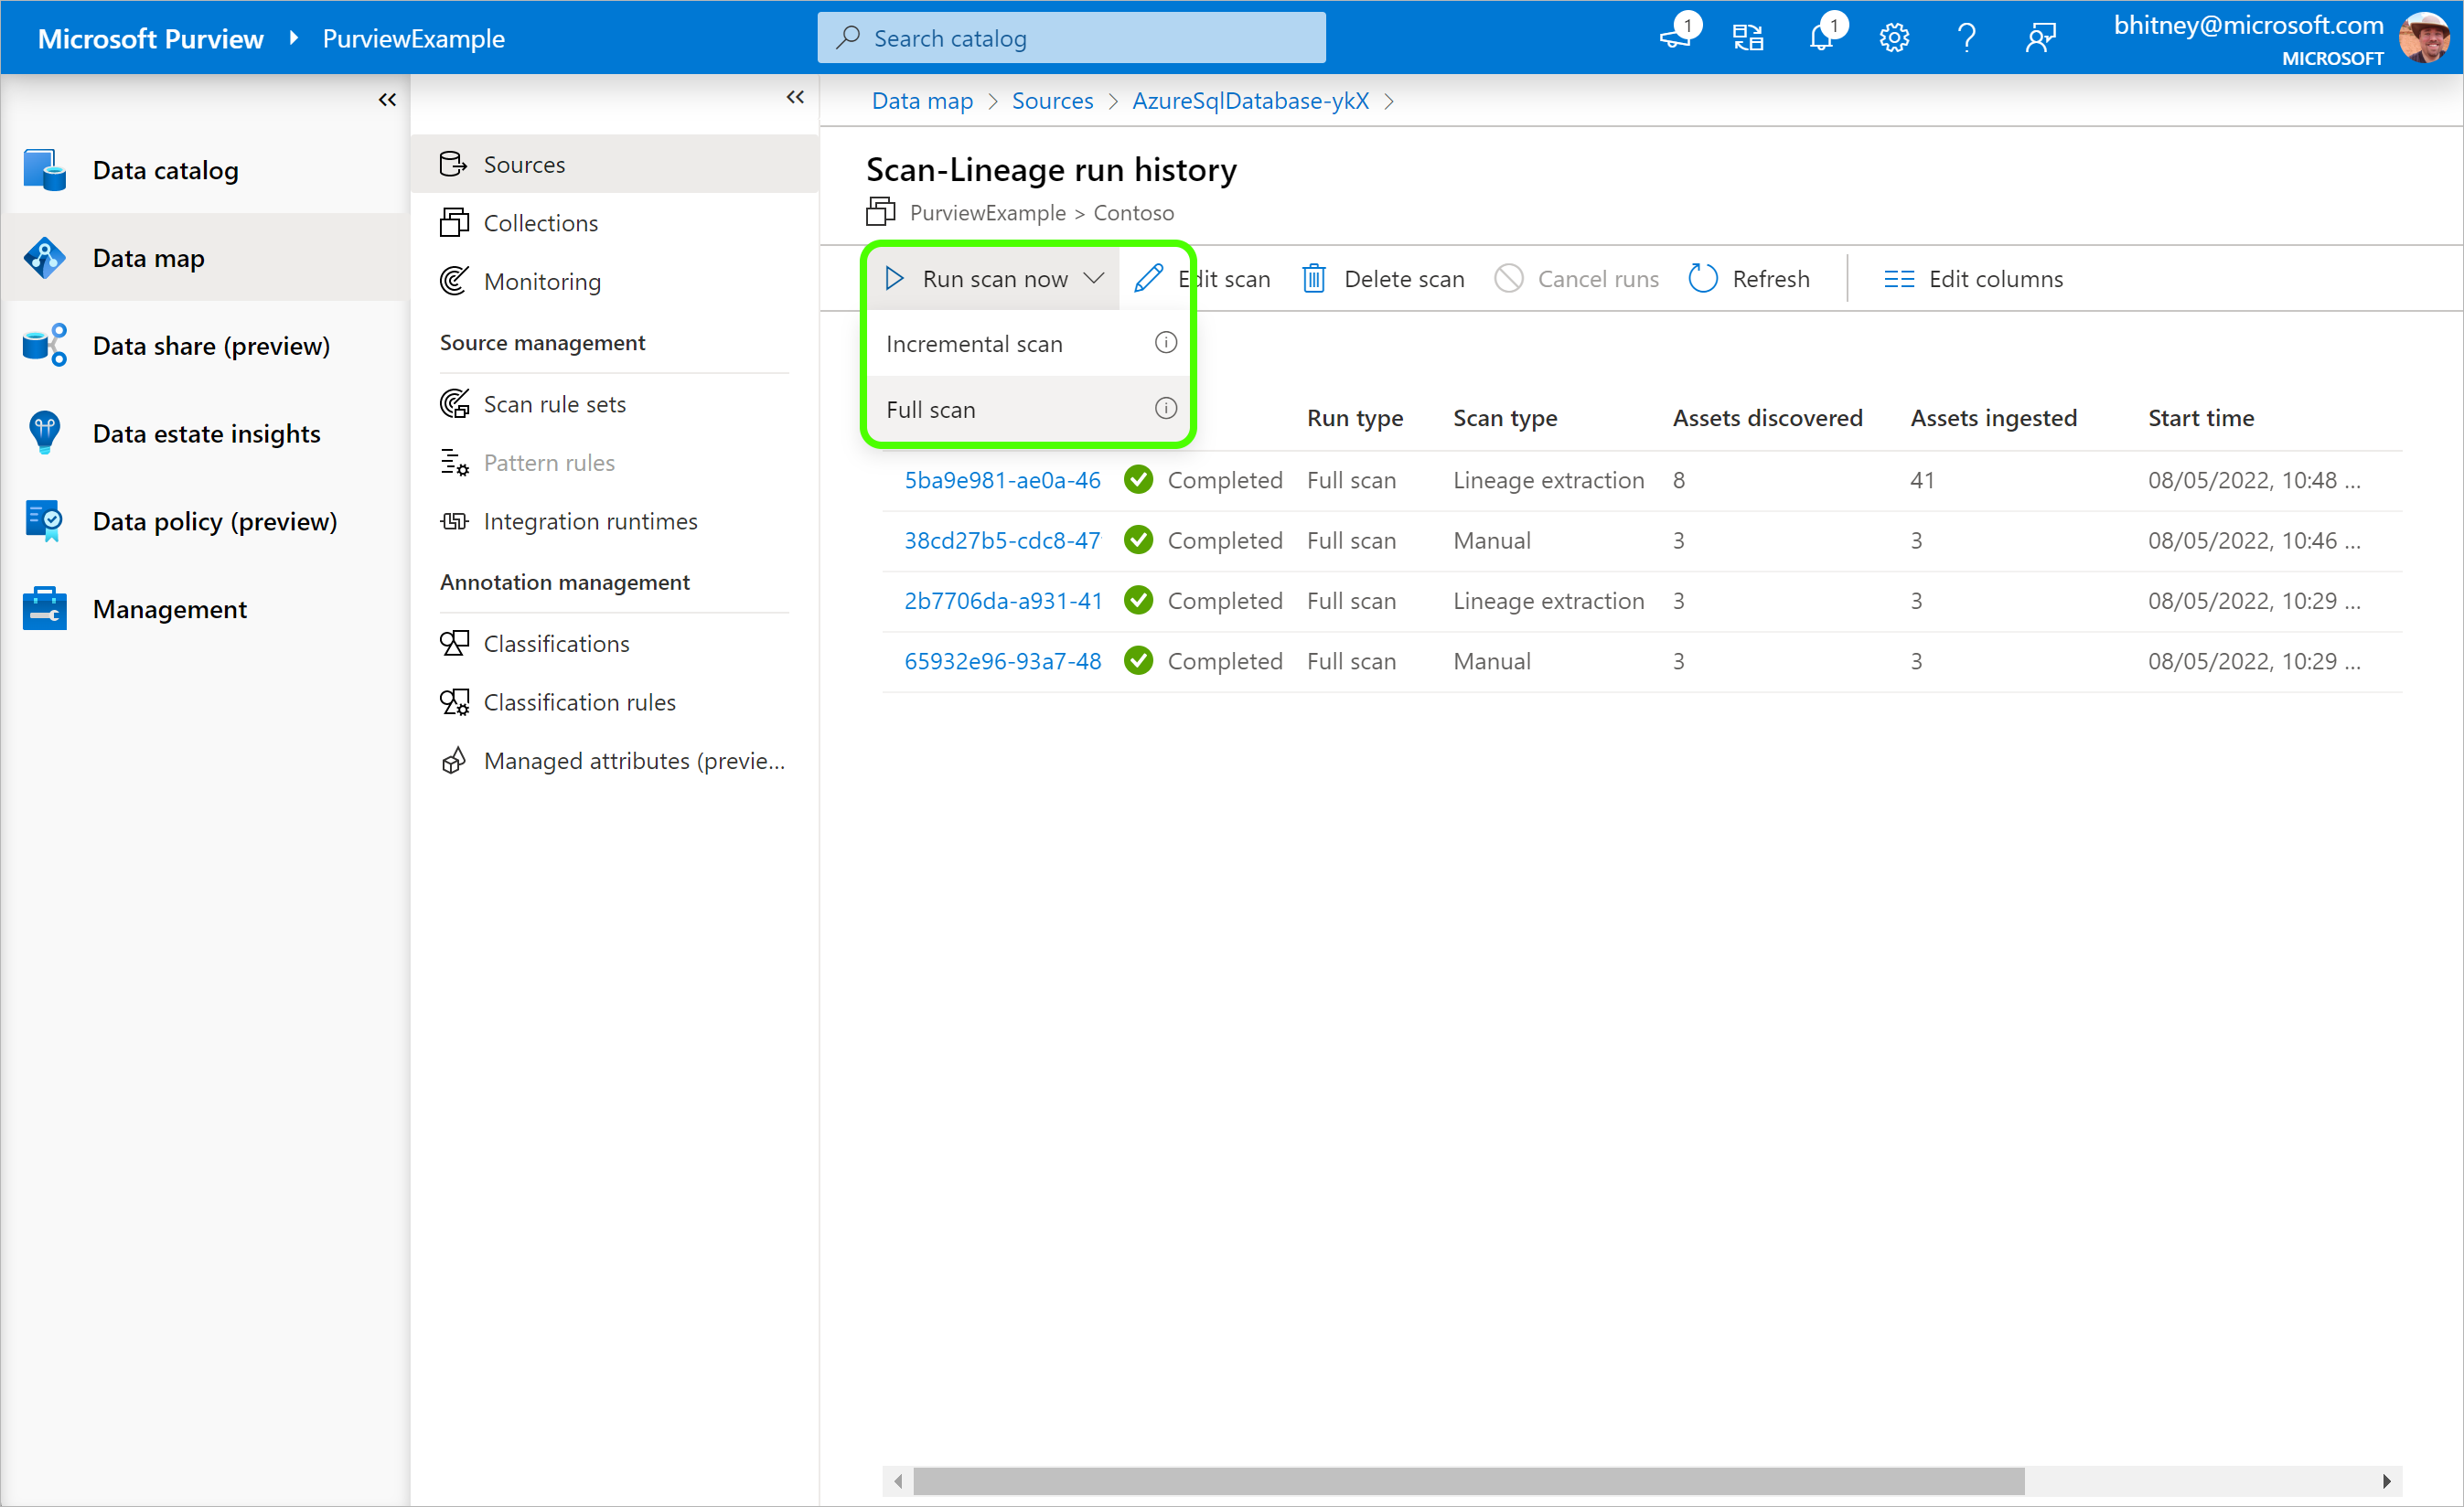 Microsoft Purview PurviewExample
Search catalog
1
1
bhitney@microsoft.com
MICROSOFT
Data catalog
Data map
Data share (preview)
Data estate insights
Data policy (preview)
Management
Sources
Collections
Monitoring
Source management
Scan rule sets
Pattern rules
Integration runtimes
Annotation management
Classifications
Classification rules
Managed attributes (previe...
Data map > Sources > AzureSqlDatabase-ykX >
Scan-Lineage run history
PurviewExample > Contoso
Run scan now Edit scan Delete scan Cancel runs Refresh Edit columns
Incremental scan
Full scan
Run type Scan type Assets discovered Assets ingested Start time
5ba9e981-ae0a-46 Completed Full scan Lineage extraction 8 41 08/05/2022, 10:48 ...
38cd27b5-cdc8-47 Completed Full scan Manual 3 3 08/05/2022, 10:46 ...
2b7706da-a931-41 Completed Full scan Lineage extraction 3 3 08/05/2022, 10:29 ...
65932e96-93a7-48 Completed Full scan Manual 3 3 08/05/2022, 10:29 ...